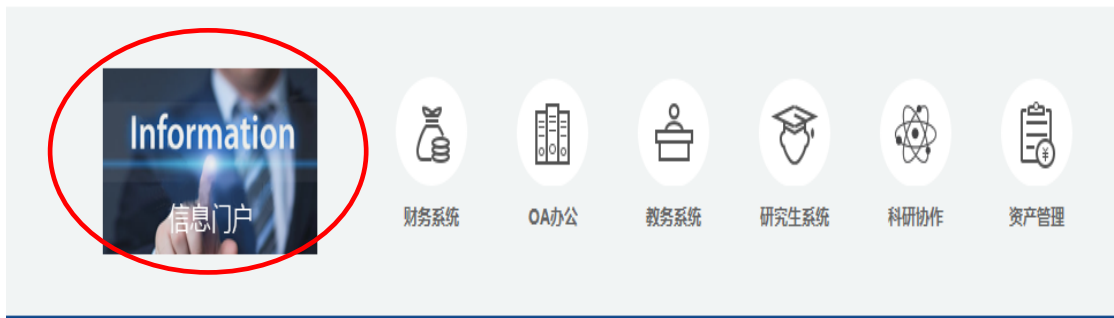 Information
信息门户
财务系统
OA办公
教务系统
研究生系统
科研协作
资产管理